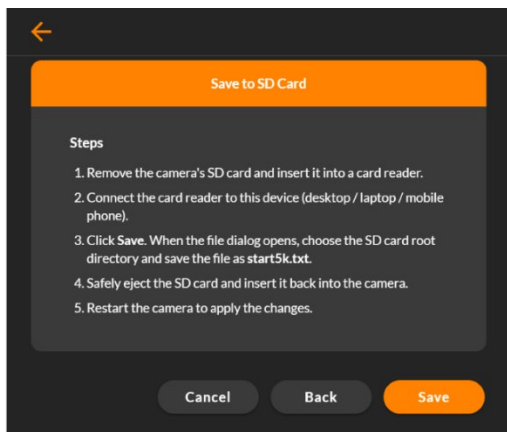 Save to SD Card
Steps
1. Remove the camera's SD card and insert it into a card reader.
2. Connect the card reader to this device (desktop / laptop / mobile
phone).
3. Click Save. When the file dialog opens, choose the SD card root
directory and save the file as start5k.txt.
4. Safely eject the SD card and insert it back into the camera.
5. Restart the camera to apply the changes.
Cancel
Back
Save